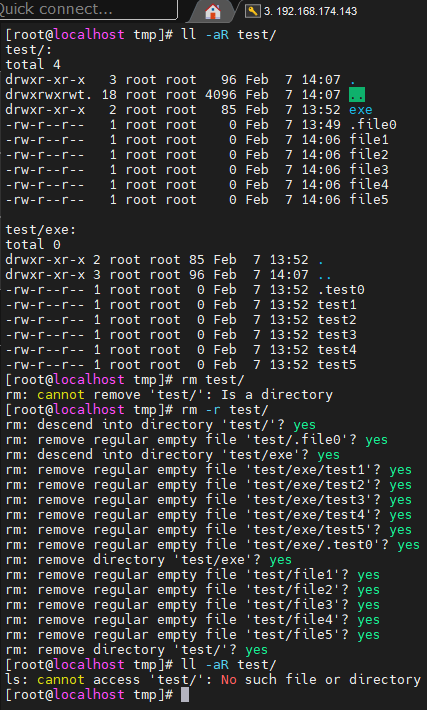 Quick connect...
3. 192.168.174.143
[root@localhost tmp]# ll -aR test/
test/:
total 4
drwxr-xr-x   3 root root   96 Feb  7 14:07 .
drwxrwxrwt. 18 root root 4096 Feb  7 14:07 ..
drwxr-xr-x   2 root root   85 Feb  7 13:52 exe
-rw-r--r--   1 root root    0 Feb  7 13:49 .file0
-rw-r--r--   1 root root    0 Feb  7 14:06 file1
-rw-r--r--   1 root root    0 Feb  7 14:06 file2
-rw-r--r--   1 root root    0 Feb  7 14:06 file3
-rw-r--r--   1 root root    0 Feb  7 14:06 file4
-rw-r--r--   1 root root    0 Feb  7 14:06 file5
test/exe:
total 0
drwxr-xr-x 2 root root 85 Feb  7 13:52 .
drwxr-xr-x 3 root root 96 Feb  7 14:07 ..
-rw-r--r-- 1 root root  0 Feb  7 13:52 .test0
-rw-r--r-- 1 root root  0 Feb  7 13:52 test1
-rw-r--r-- 1 root root  0 Feb  7 13:52 test2
-rw-r--r-- 1 root root  0 Feb  7 13:52 test3
-rw-r--r-- 1 root root  0 Feb  7 13:52 test4
-rw-r--r-- 1 root root  0 Feb  7 13:52 test5
[root@localhost tmp]# rm test/
rm: cannot remove 'test/': Is a directory
[root@localhost tmp]# rm -r test/
rm: descend into directory 'test/'? yes
rm: remove regular empty file 'test/.file0'? yes
rm: descend into directory 'test/exe'? yes
rm: remove regular empty file 'test/exe/test1'? yes
rm: remove regular empty file 'test/exe/test2'? yes
rm: remove regular empty file 'test/exe/test3'? yes
rm: remove regular empty file 'test/exe/test4'? yes
rm: remove regular empty file 'test/exe/test5'? yes
rm: remove regular empty file 'test/exe/.test0'? yes
rm: remove directory 'test/exe'? yes
rm: remove regular empty file 'test/file1'? yes
rm: remove regular empty file 'test/file2'? yes
rm: remove regular empty file 'test/file3'? yes
rm: remove regular empty file 'test/file4'? yes
rm: remove regular empty file 'test/file5'? yes
rm: remove directory 'test/'? yes
[root@localhost tmp]# ll -aR test/
ls: cannot access 'test/': No such file or directory
[root@localhost tmp]#